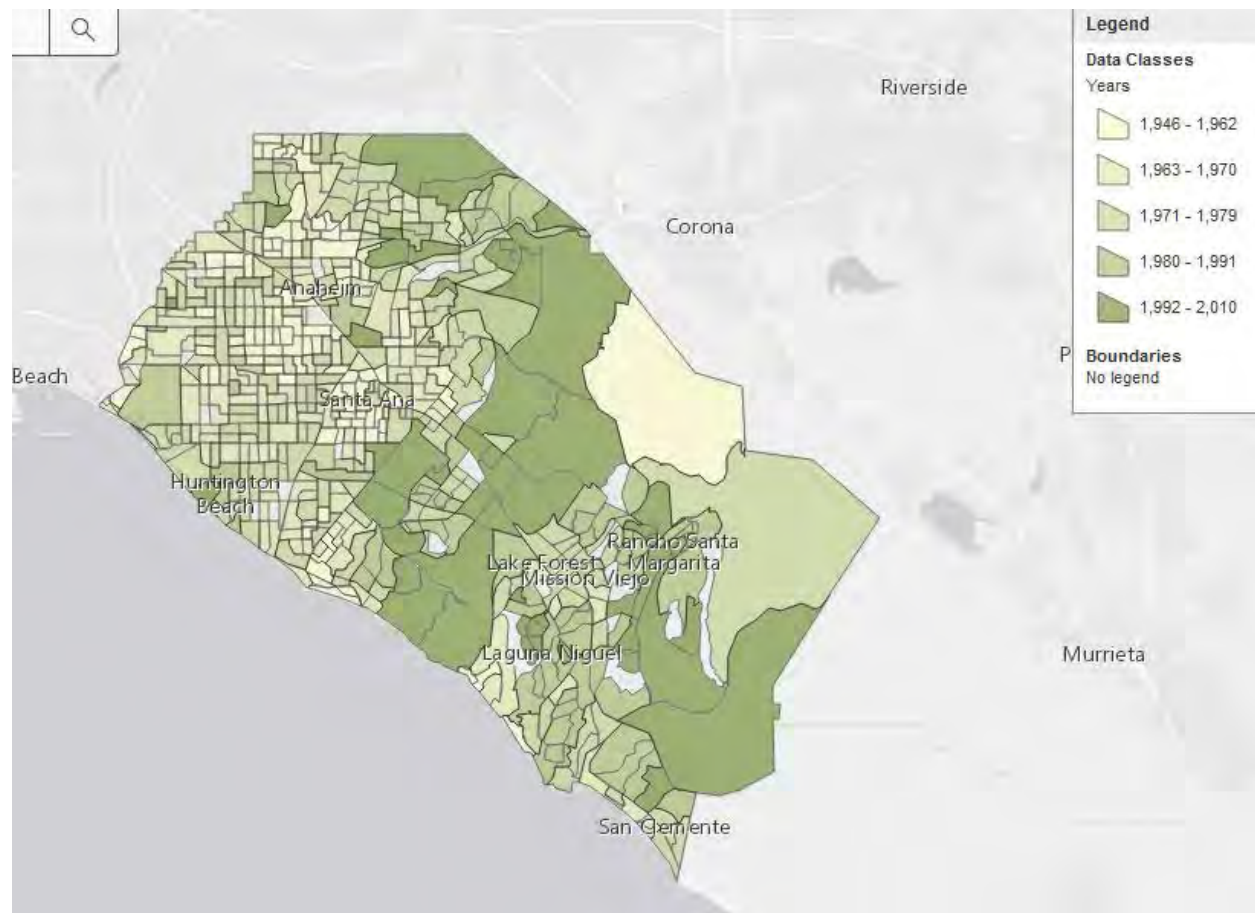 Legend
Data Classes
Years
1,946 - 1,962
1,963 - 1,970
1,971 - 1,979
1,980 - 1,991
1,992 - 2,010
Boundaries
No legend
Riverside
Corona
Anaheim
P
Beach
Santa Ana
Huntington
Beach
Rancho Santa
Margarita
Lake Forest
Mission Viejo
Laguna Niguel
Murrieta
San Clemente